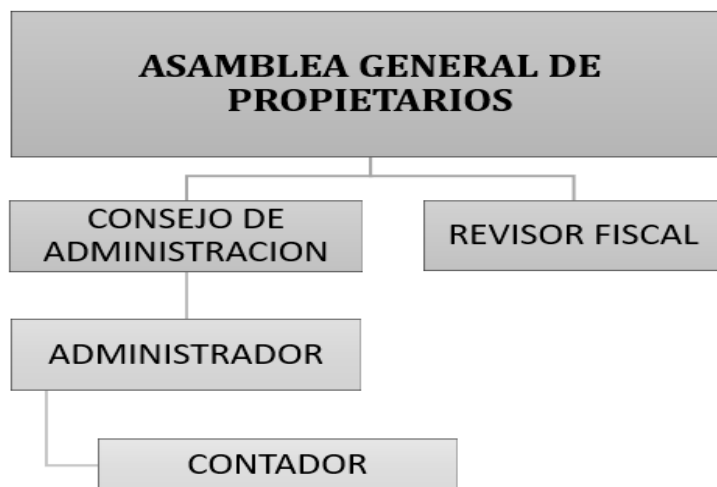 ASAMBLEA GENERAL DE
PROPIETARIOS
CONSEJO DE
ADMINISTRACION
REVISOR FISCAL
ADMINISTRADOR
CONTADOR